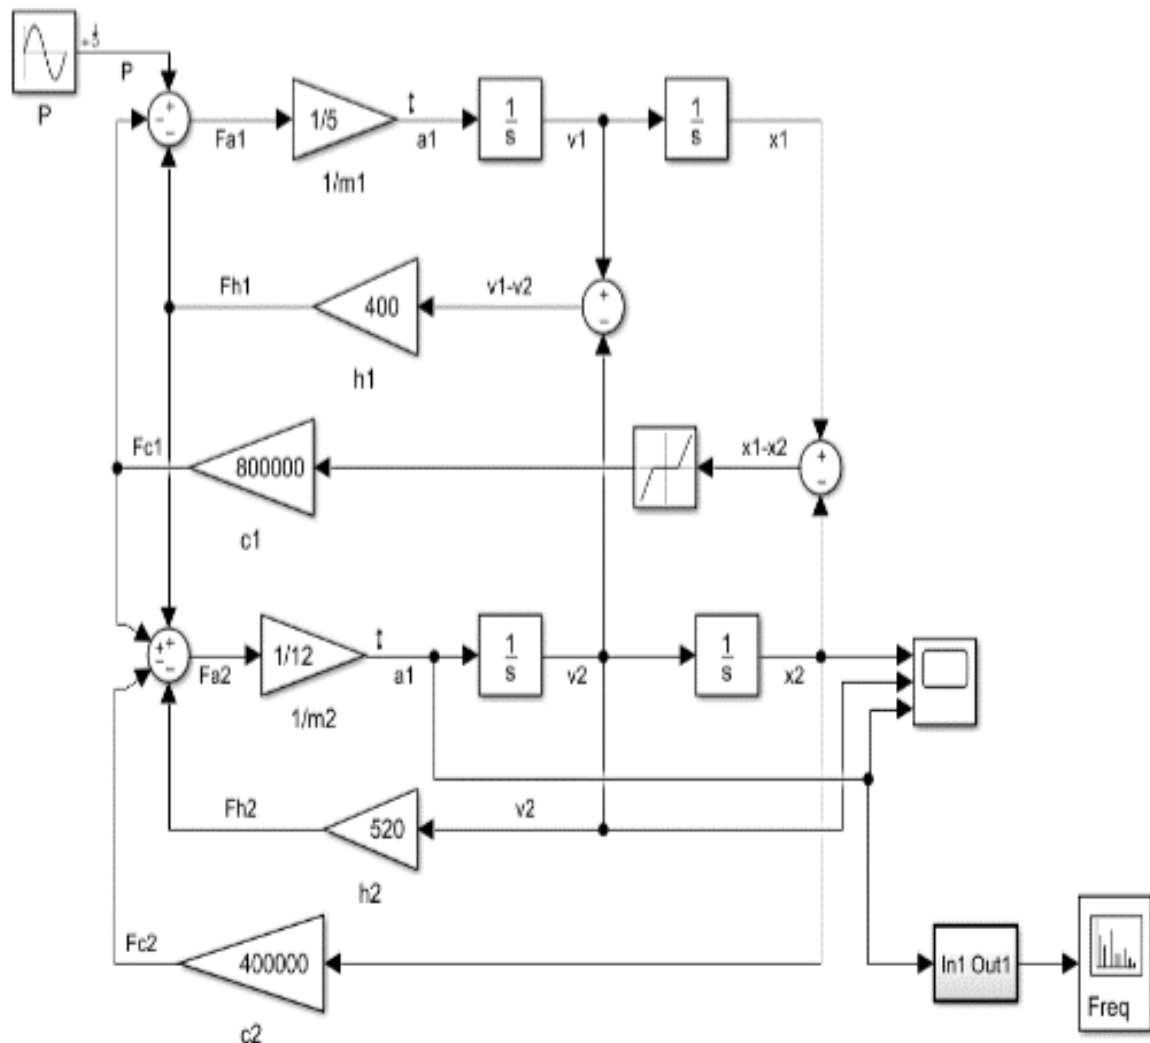 P
P
+
−
−
Fa1
1/5
1/m1
a1
1
s
v1
1
s
x1
Fh1
400
h1
v1-v2
+
−
Fc1
800000
c1
x1-x2
+
−
++
−−
Fa2
1/12
1/m2
a1
1
s
v2
1
s
x2
Fh2
520
h2
v2
Fc2
400000
c2
In1 Out1
Freq